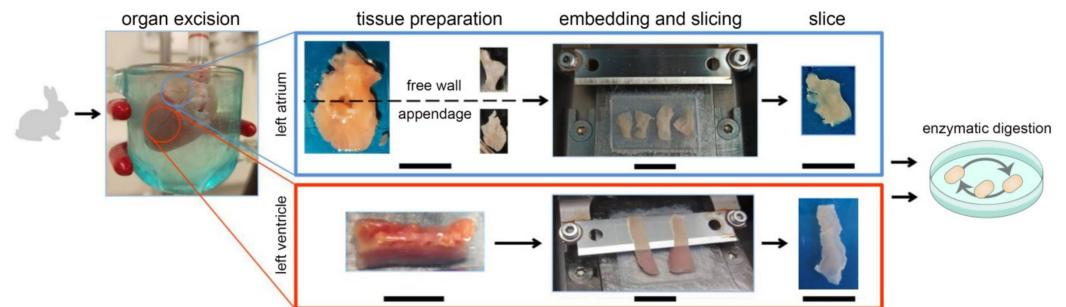 organ excision
tissue preparation
embedding and slicing
slice
left atrium
free wall
appendage
enzymatic digestion
left ventricle